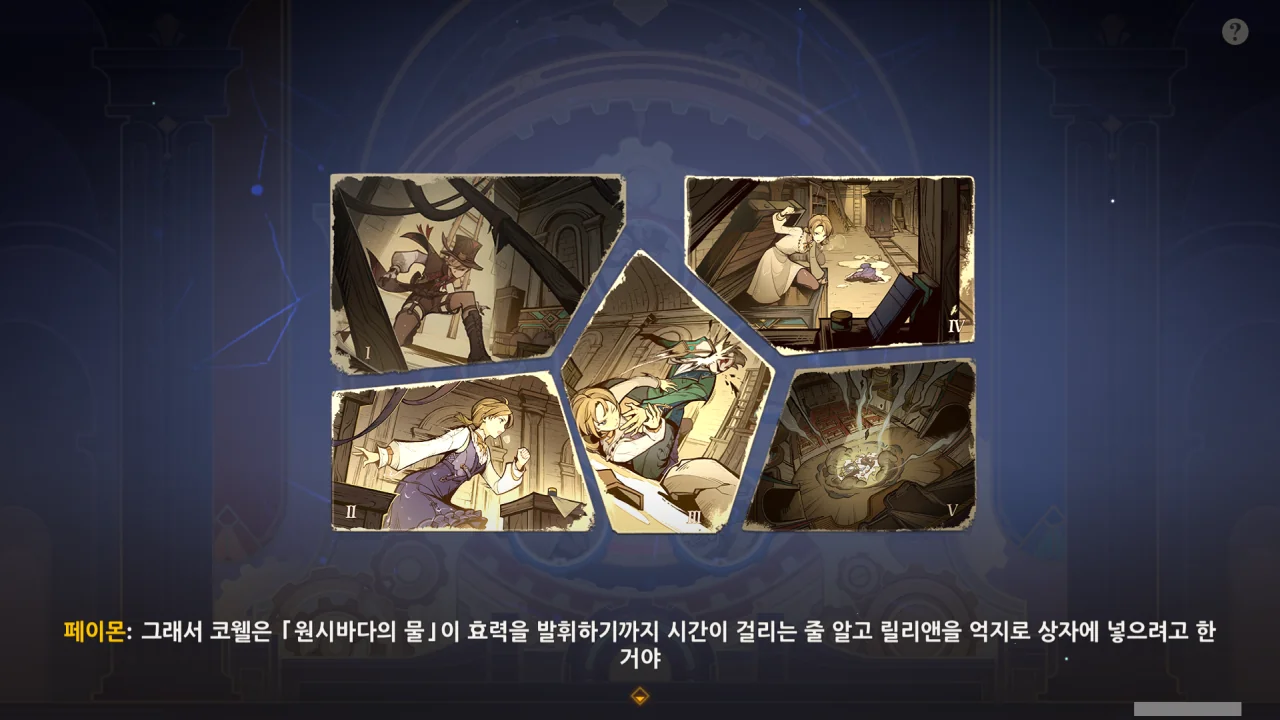 ?
I
IV
II
III
V
페이몬: 그래서 코웰은 「원시바다의 물」이 효력을 발휘하기까지 시간이 걸리는 줄 알고 릴리앤을 억지로 상자에 넣으려고 한
거야